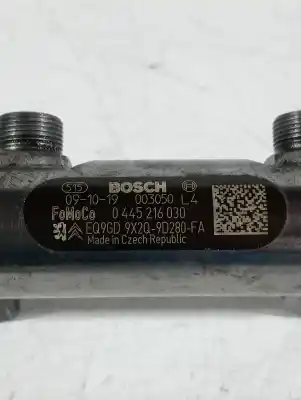 S15 BOSCH
09-10-19 003050 L4
FoMoCo 0 445 216 030
EQ9GD 9X2Q-9D280-FA
Made in Czech Republic